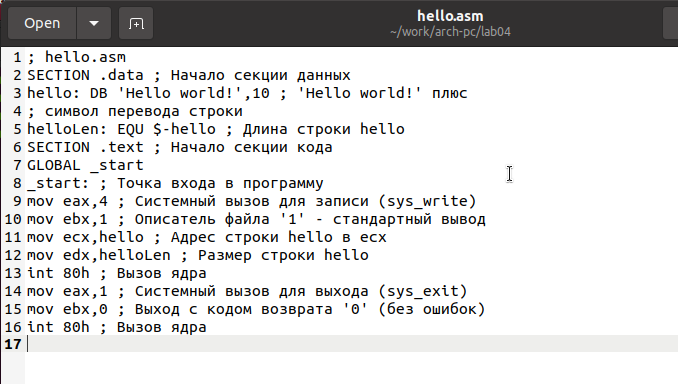 Open
hello.asm
~/work/arch-pc/lab04
1 ; hello.asm
2 SECTION .data ; Начало секции данных
3 hello: DB 'Hello world!',10 ; 'Hello world!' плюс
4 ; символ перевода строки
5 helloLen: EQU $-hello ; Длина строки hello
6 SECTION .text ; Начало секции кода
7 GLOBAL _start
8 _start: ; Точка входа в программу
9 mov eax,4 ; Системный вызов для записи (sys_write)
10 mov ebx,1 ; Описатель файла '1' - стандартный вывод
11 mov ecx,hello ; Адрес строки hello в ecx
12 mov edx,helloLen ; Размер строки hello
13 int 80h ; Вызов ядра
14 mov eax,1 ; Системный вызов для выхода (sys_exit)
15 mov ebx,0 ; Выход с кодом возврата '0' (без ошибок)
16 int 80h ; Вызов ядра
17